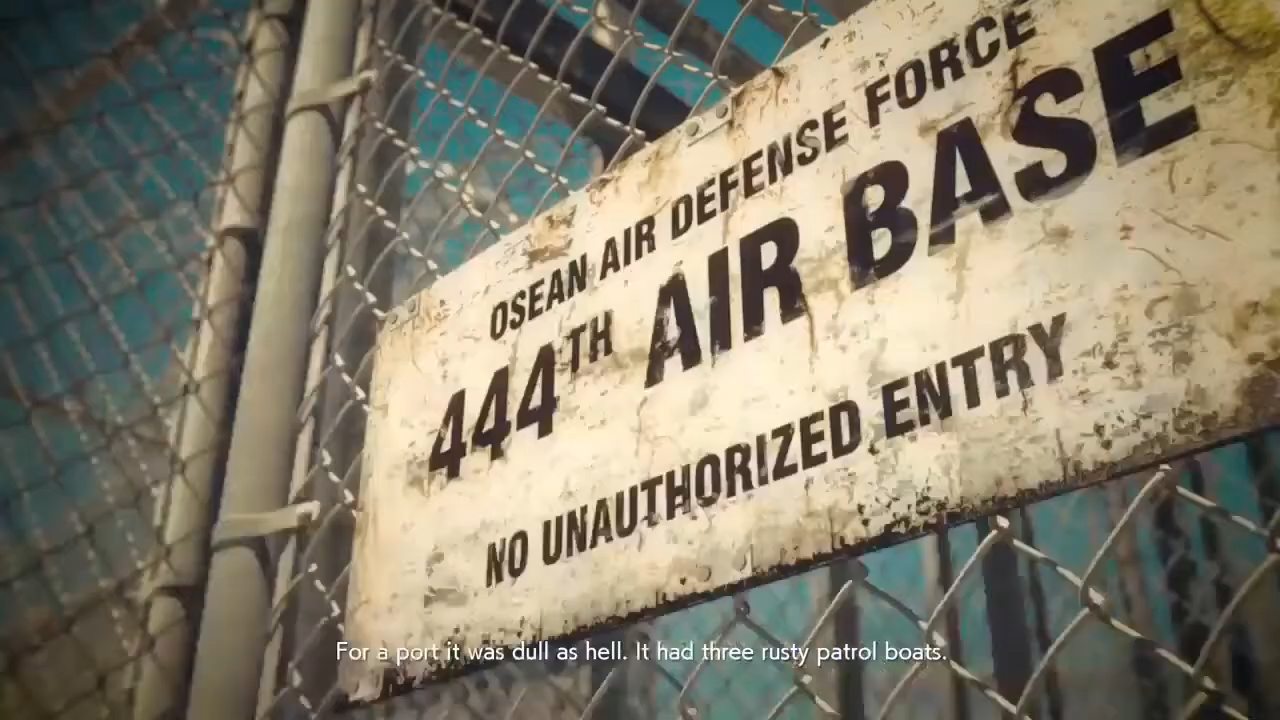 OSEAN AIR DEFENSE FORCE
444TH AIR BASE
NO UNAUTHORIZED ENTRY
For a port it was dull as hell. It had three rusty patrol boats.